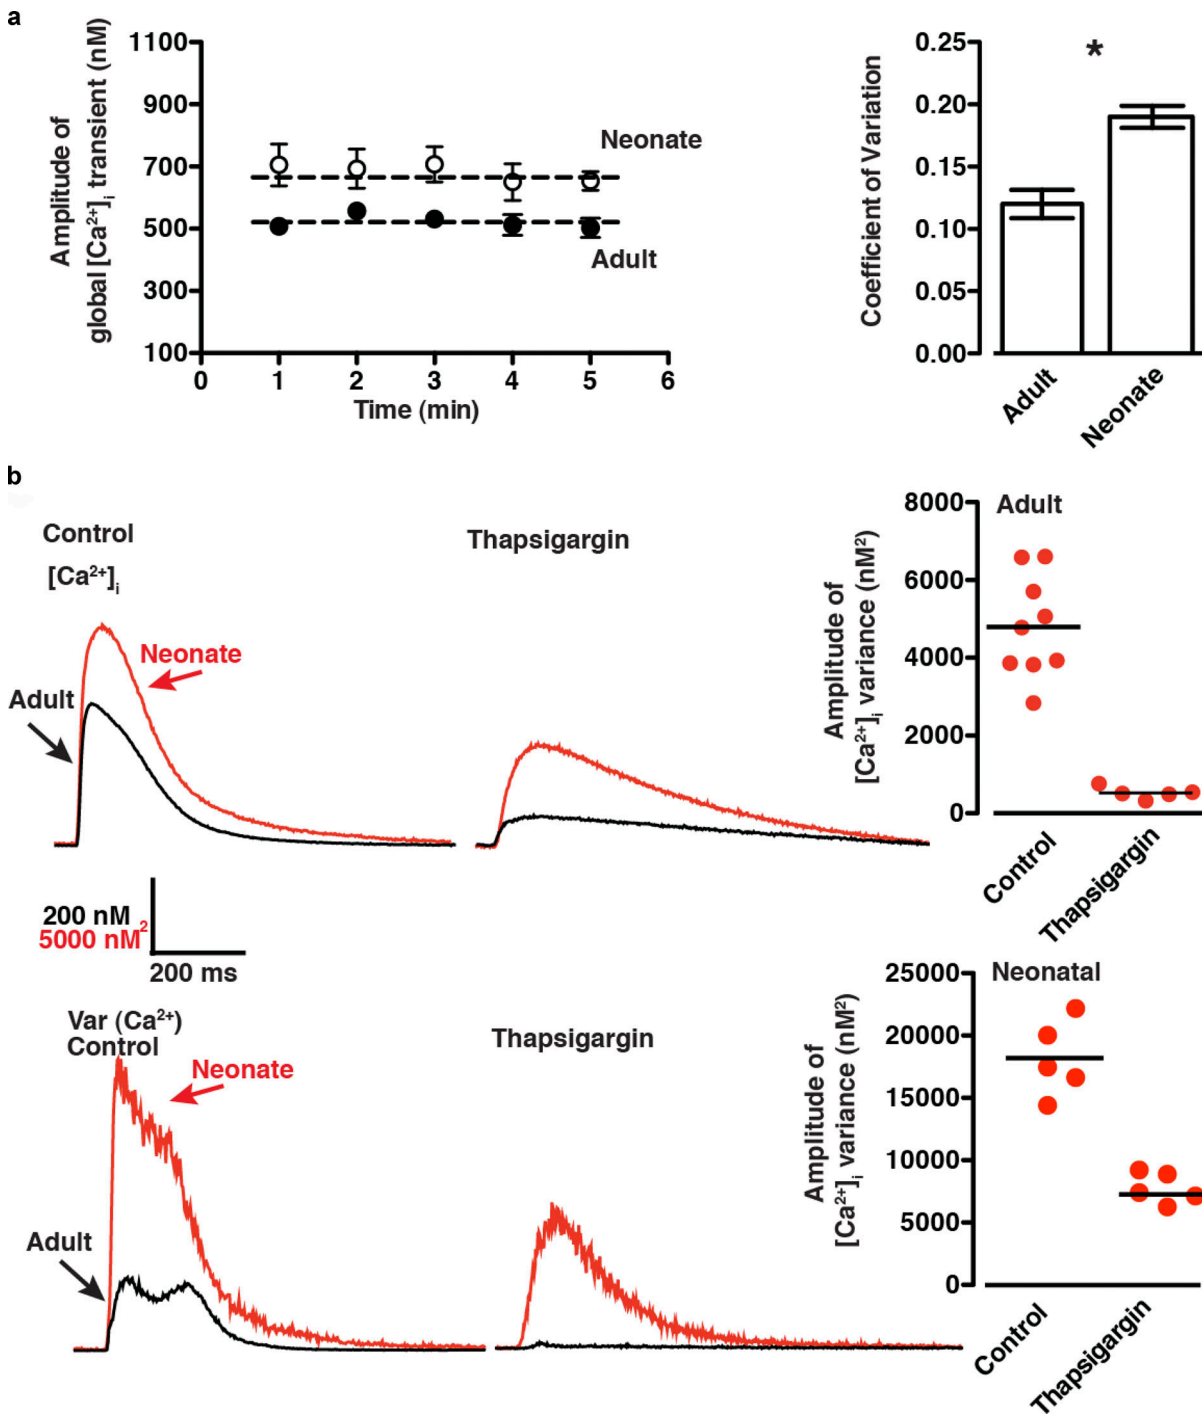 a
Amplitude of
global [Ca²⁺]ᵢ transient (nM)
1100
900
700
500
300
100
0
1
2
3
4
5
6
Time (min)
Neonate
Adult
Coefficient of Variation
0.25
0.20
0.15
0.10
0.05
0.00
*
Adult
Neonate
b
Control
[Ca²⁺]ᵢ
Neonate
Adult
Thapsigargin
Amplitude of
[Ca²⁺]ᵢ variance (nM²)
8000
6000
4000
2000
0
Adult
Control
Thapsigargin
200 nM
5000 nM²
200 ms
Var (Ca²⁺)
Control
Neonate
Adult
Thapsigargin
Amplitude of
[Ca²⁺]ᵢ variance (nM²)
25000
20000
15000
10000
5000
0
Neonatal
Control
Thapsigargin